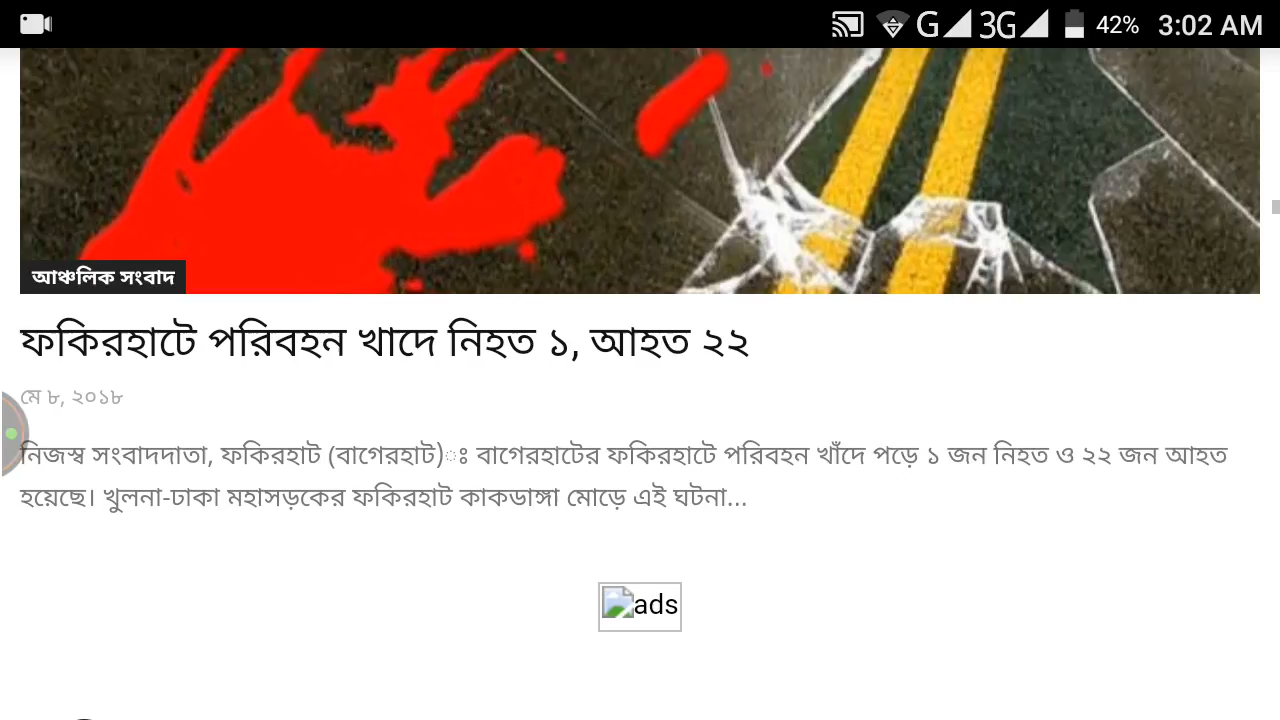 G 3G 42% 3:02 AM
আঞ্চলিক সংবাদ
ফকিরহাটে পরিবহন খাদে নিহত ১, আহত ২২
মে ৮, ২০১৮
নিজস্ব সংবাদদাতা, ফকিরহাট (বাগেরহাট)ঃ বাগেরহাটের ফকিরহাটে পরিবহন খাঁদে পড়ে ১ জন নিহত ও ২২ জন আহত
হয়েছে। খুলনা-ঢাকা মহাসড়কের ফকিরহাট কাকডাঙ্গা মোড়ে এই ঘটনা...
ads